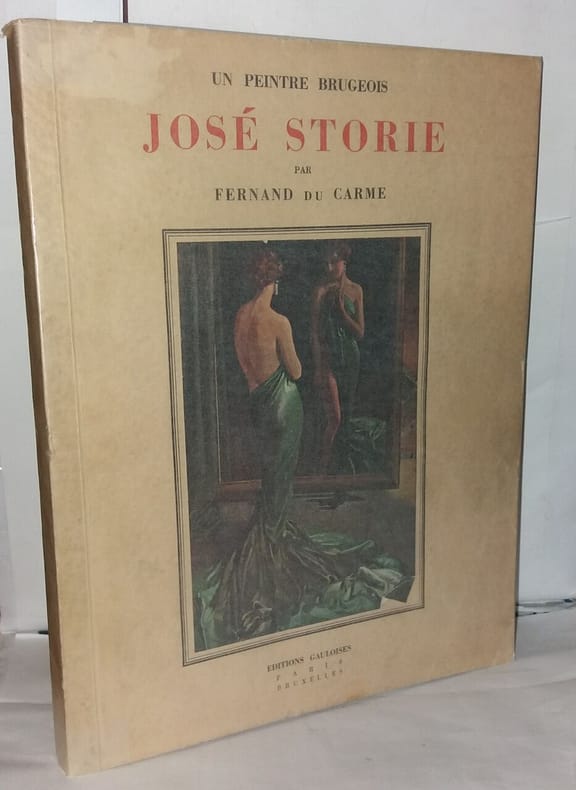 UN PEINTRE BRUGEOIS
JOSÉ STORIE
PAR
FERNAND DU CARME
EDITIONS GAULOISES
PARIS
BRUXELLES